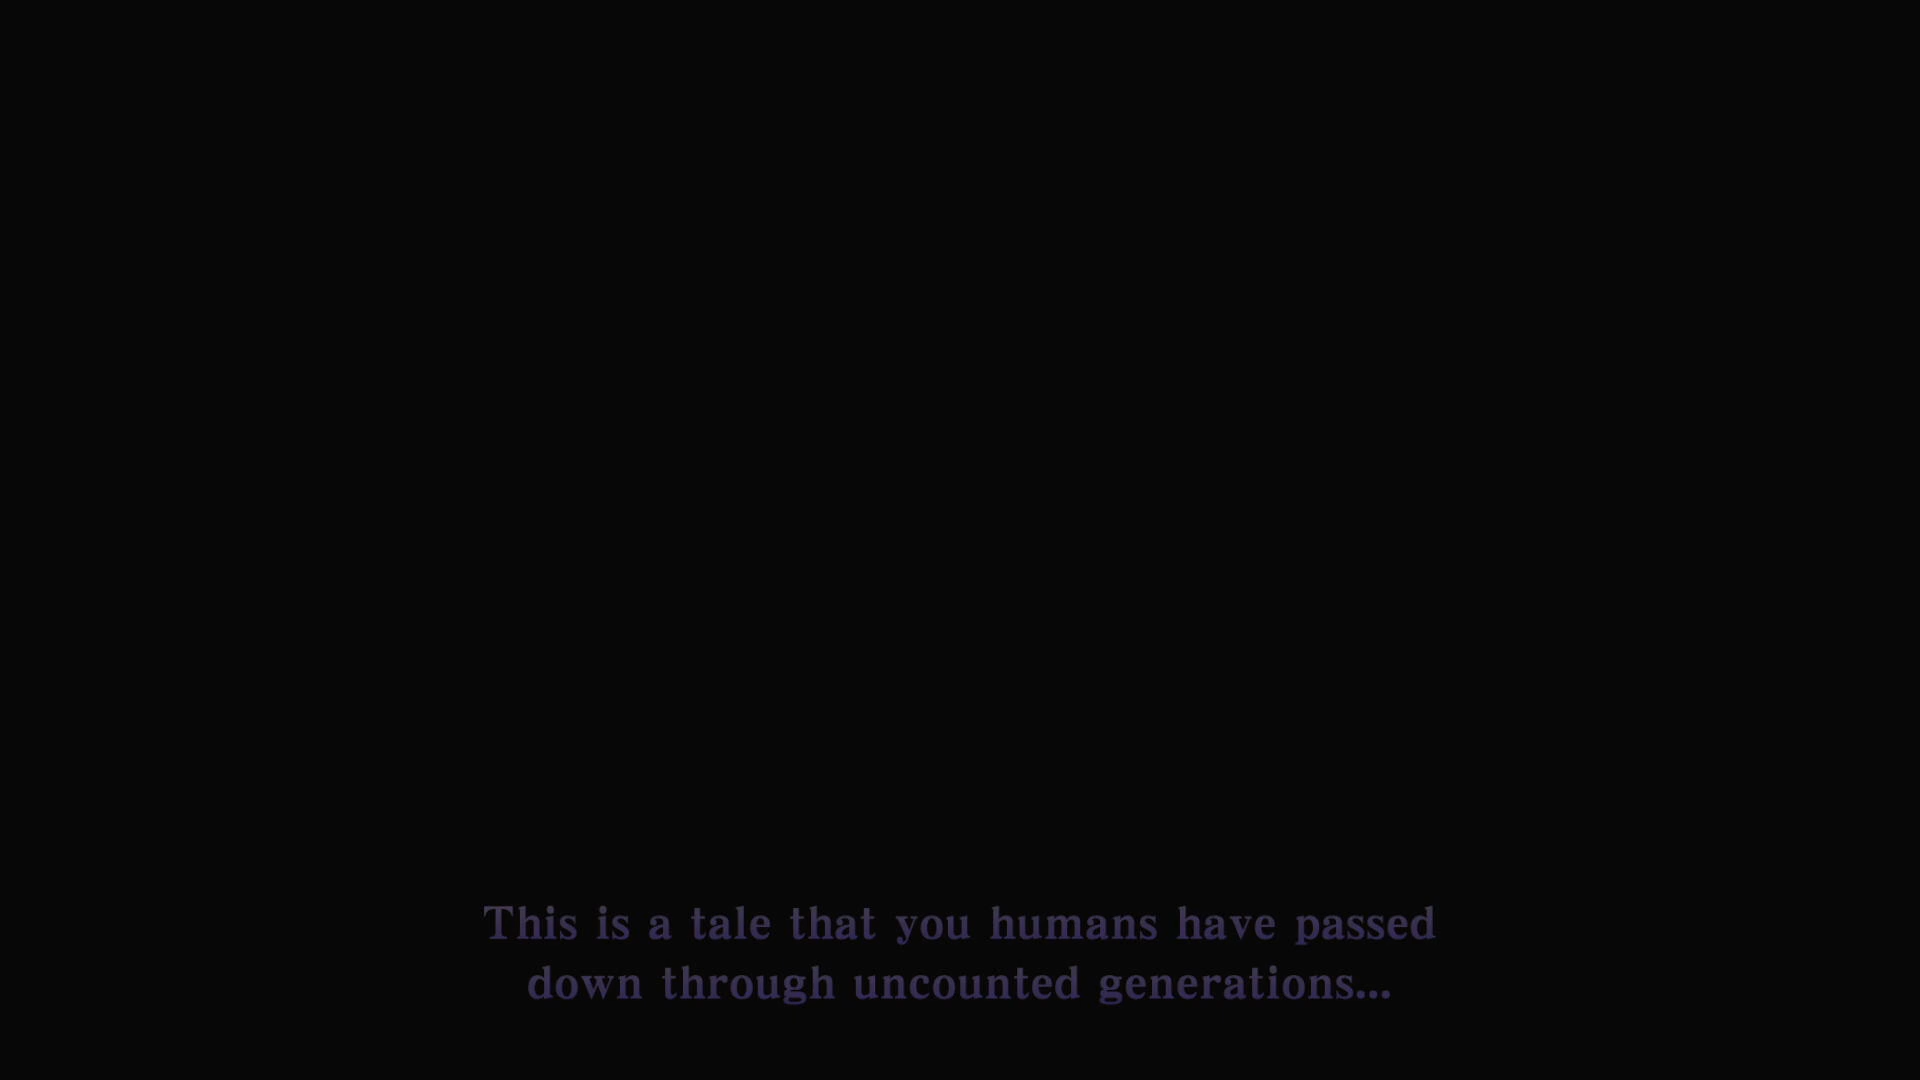 This is a tale that you humans have passed
down through uncounted generations...